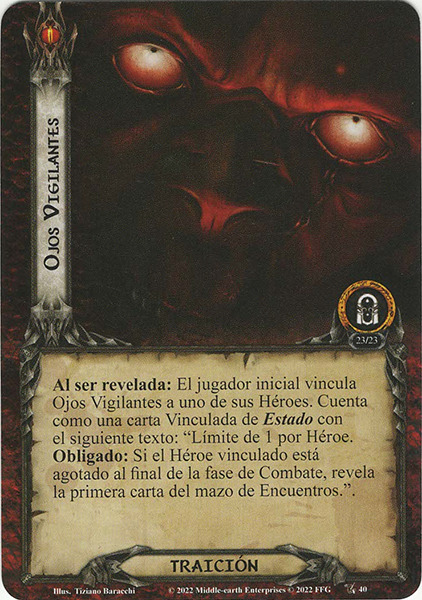 OJOS VIGILANTES
23/23
Al ser revelada: El jugador inicial vincula
Ojos Vigilantes a uno de sus Héroes. Cuenta
como una carta Vinculada de Estado con
el siguiente texto: “Límite de 1 por Héroe.
Obligado: Si el Héroe vinculado está
agotado al final de la fase de Combate, revela
la primera carta del mazo de Encuentros.”.
TRAICIÓN
Illus. Tiziano Baracchi © 2022 Middle-earth Enterprises © 2022 FFG 40